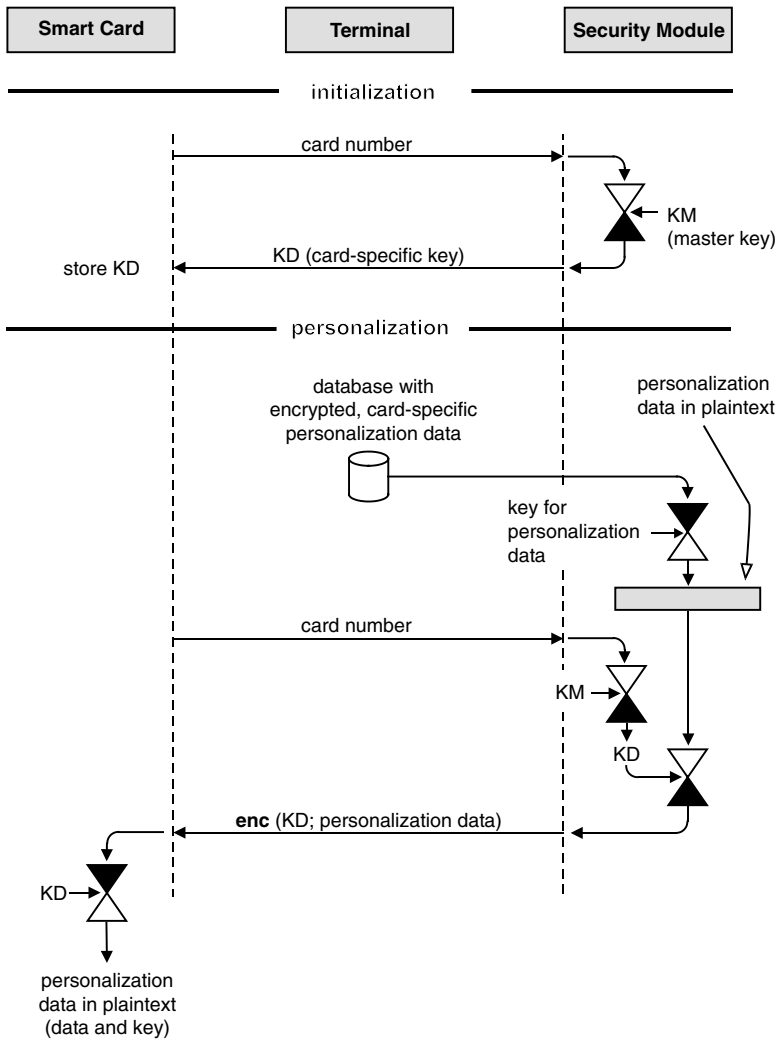 Smart Card
Terminal
Security Module
initialization
card number
KM
(master key)
KD (card-specific key)
store KD
personalization
database with
encrypted, card-specific
personalization data
personalization
data in plaintext
key for
personalization
data
card number
KM
KD
enc (KD; personalization data)
KD
personalization
data in plaintext
(data and key)